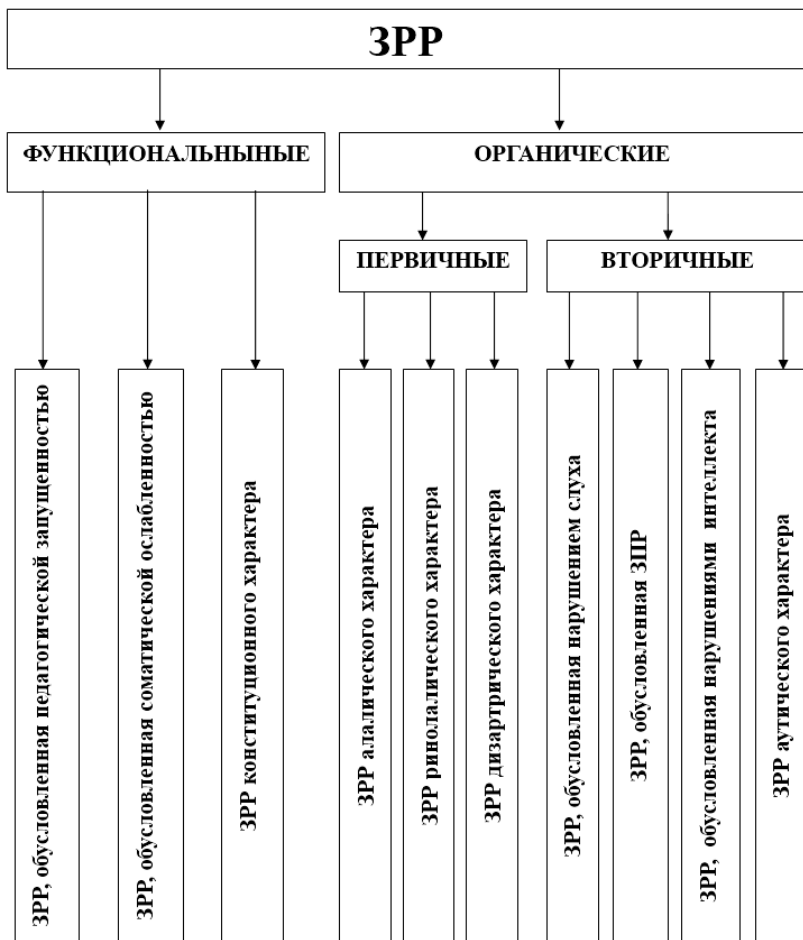 ЗРР
ФУНКЦИОНАЛЬНЫНЫЕ
ОРГАНИЧЕСКИЕ
ПЕРВИЧНЫЕ
ВТОРИЧНЫЕ
ЗРР, обусловленная педагогической запущенностью
ЗРР, обусловленная соматической ослабленностью
ЗРР конституционного характера
ЗРР алалического характера
ЗРР ринолалического характера
ЗРР дизартрического характера
ЗРР, обусловленная нарушением слуха
ЗРР, обусловленная ЗПР
ЗРР, обусловленная нарушениями интеллекта
ЗРР аутического характера